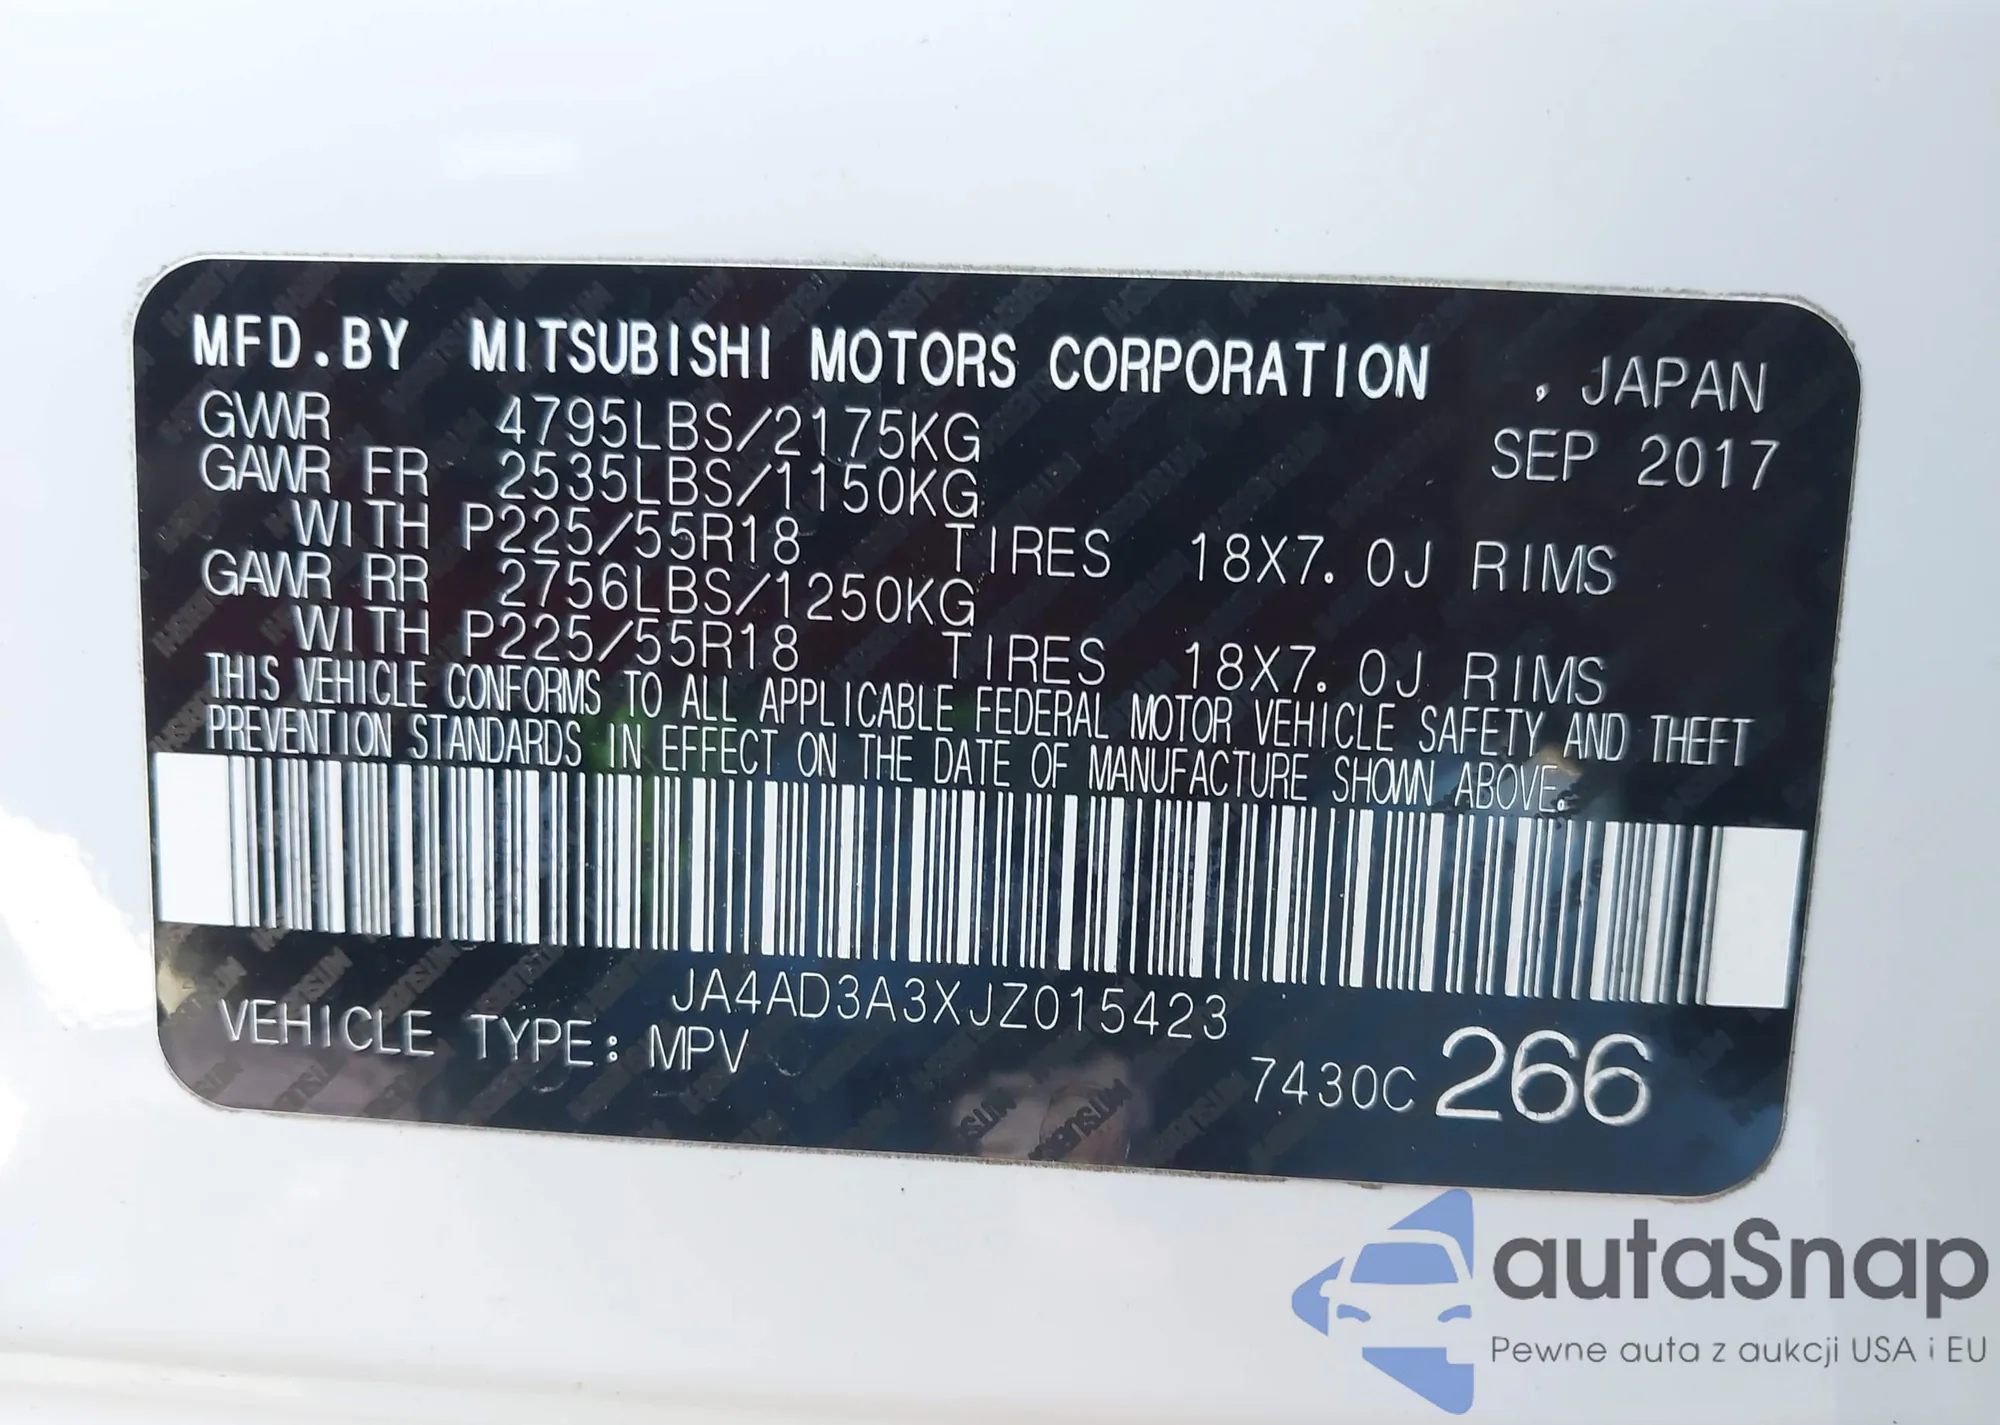 MFD.BY MITSUBISHI MOTORS CORPORATION , JAPAN
GVWR 4795LBS/2175KG SEP 2017
GAWR FR 2535LBS/1150KG
WITH P225/55R18 TIRES 18X7.0J RIMS
GAWR RR 2756LBS/1250KG
WITH P225/55R18 TIRES 18X7.0J RIMS
THIS VEHICLE CONFORMS TO ALL APPLICABLE FEDERAL MOTOR VEHICLE SAFETY AND THEFT
PREVENTION STANDARDS IN EFFECT ON THE DATE OF MANUFACTURE SHOWN ABOVE.
JA4AD3A3XJZ015423
VEHICLE TYPE: MPV
7430C 266
autaSnap
Pewne auta z aukcji USA i EU